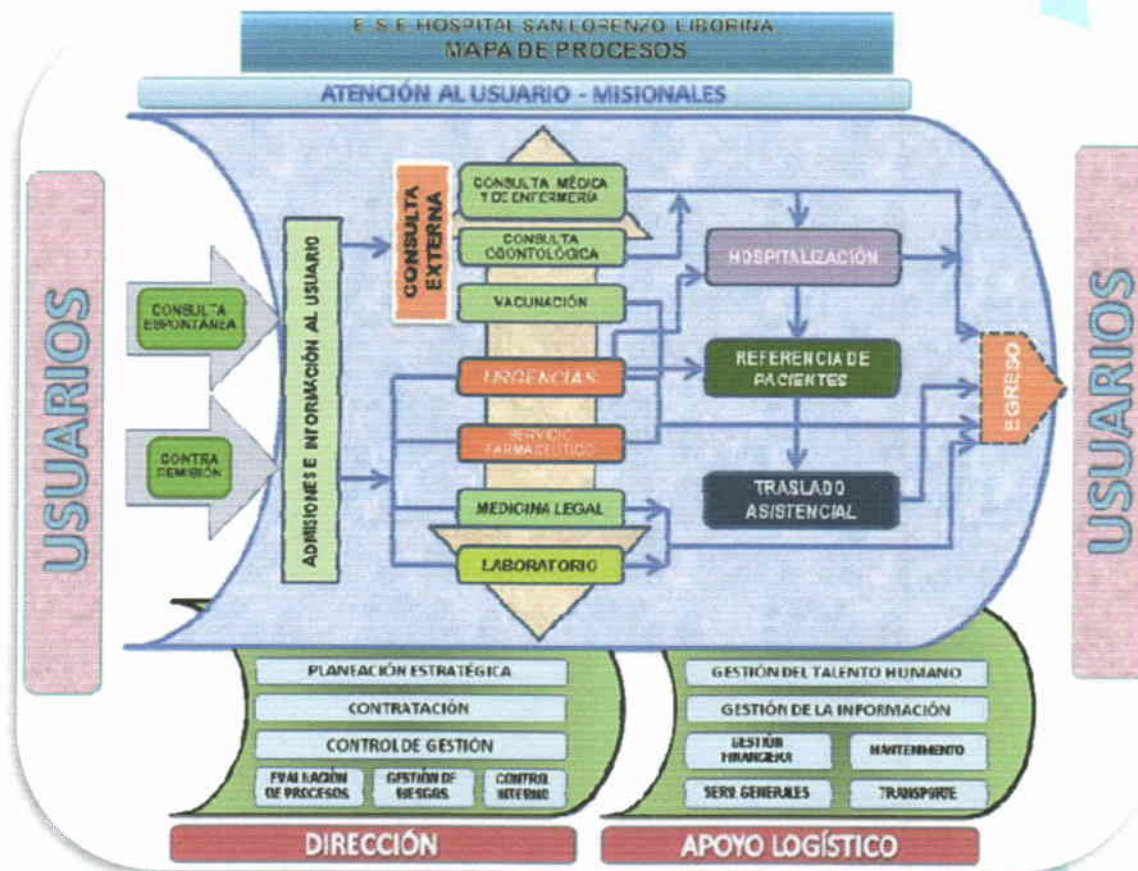 E.S.E. HOSPITAL SAN LORENZO LIBORINA
MAPA DE PROCESOS
ATENCIÓN AL USUARIO - MISIONALES
USUARIOS
CONSULTA
ESPONTÁNEA
CONTRA
REMISIÓN
ADMISIONES E INFORMACIÓN AL USUARIO
CONSULTA
EXTERNA
CONSULTA MÉDICA
Y DE ENFERMERÍA
CONSULTA
ODONTOLÓGICA
VACUNACIÓN
URGENCIAS
SERVICIO
FARMACÉUTICO
MEDICINA LEGAL
LABORATORIO
HOSPITALIZACIÓN
REFERENCIA DE
PACIENTES
TRASLADO
ASISTENCIAL
EGRESO
USUARIOS
PLANEACIÓN ESTRATÉGICA
CONTRATACIÓN
CONTROL DE GESTIÓN
EVALUACIÓN
DE PROCESOS
GESTIÓN DE
RIESGOS
CONTROL
INTERNO
DIRECCIÓN
GESTIÓN DEL TALENTO HUMANO
GESTIÓN DE LA INFORMACIÓN
GESTIÓN
FINANCIERA
MANTENIMIENTO
SERV. GENERALES
TRANSPORTE
APOYO LOGÍSTICO